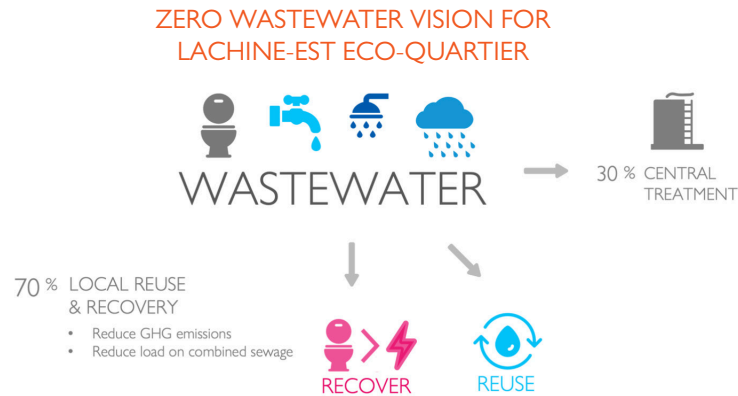 ZERO WASTEWATER VISION FOR
LACHINE-EST ECO-QUARTIER
WASTEWATER
30 % CENTRAL
TREATMENT
70 % LOCAL REUSE
& RECOVERY
• Reduce GHG emissions
• Reduce load on combined sewage
RECOVER
REUSE